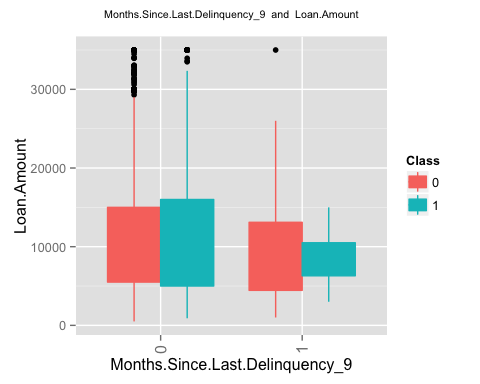 Months.Since.Last.Delinquency_9 and Loan.Amount
Loan.Amount
30000
20000
10000
0
0
1
Months.Since.Last.Delinquency_9
Class
0
1